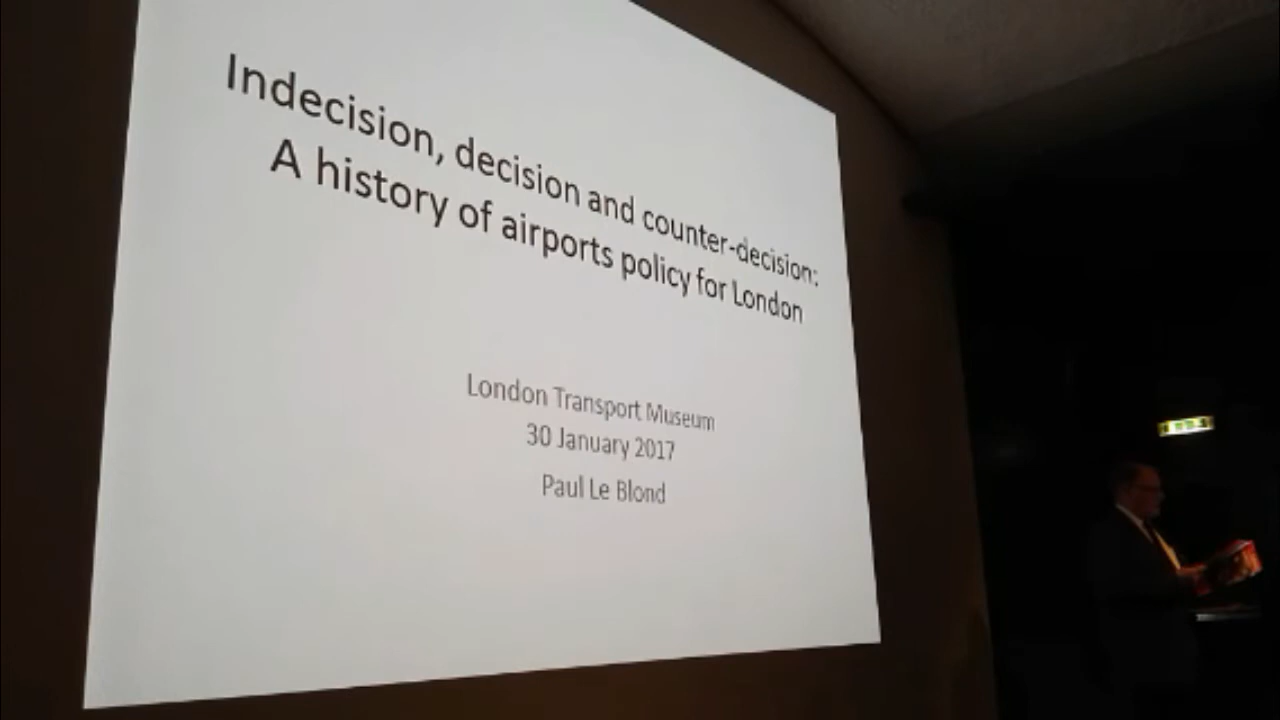 Indecision, decision and counter-decision:
A history of airports policy for London
London Transport Museum
30 January 2017
Paul Le Blond